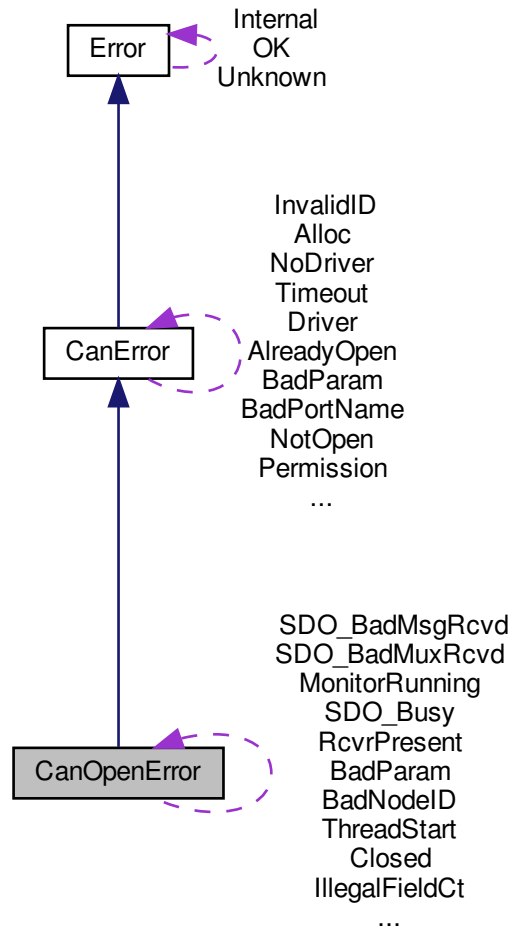 Error
Internal
OK
Unknown
CanError
InvalidID
Alloc
NoDriver
Timeout
Driver
AlreadyOpen
BadParam
BadPortName
NotOpen
Permission
...
CanOpenError
SDO_BadMsgRcvd
SDO_BadMuxRcvd
MonitorRunning
SDO_Busy
RcvrPresent
BadParam
BadNodeID
ThreadStart
Closed
IllegalFieldCt
...